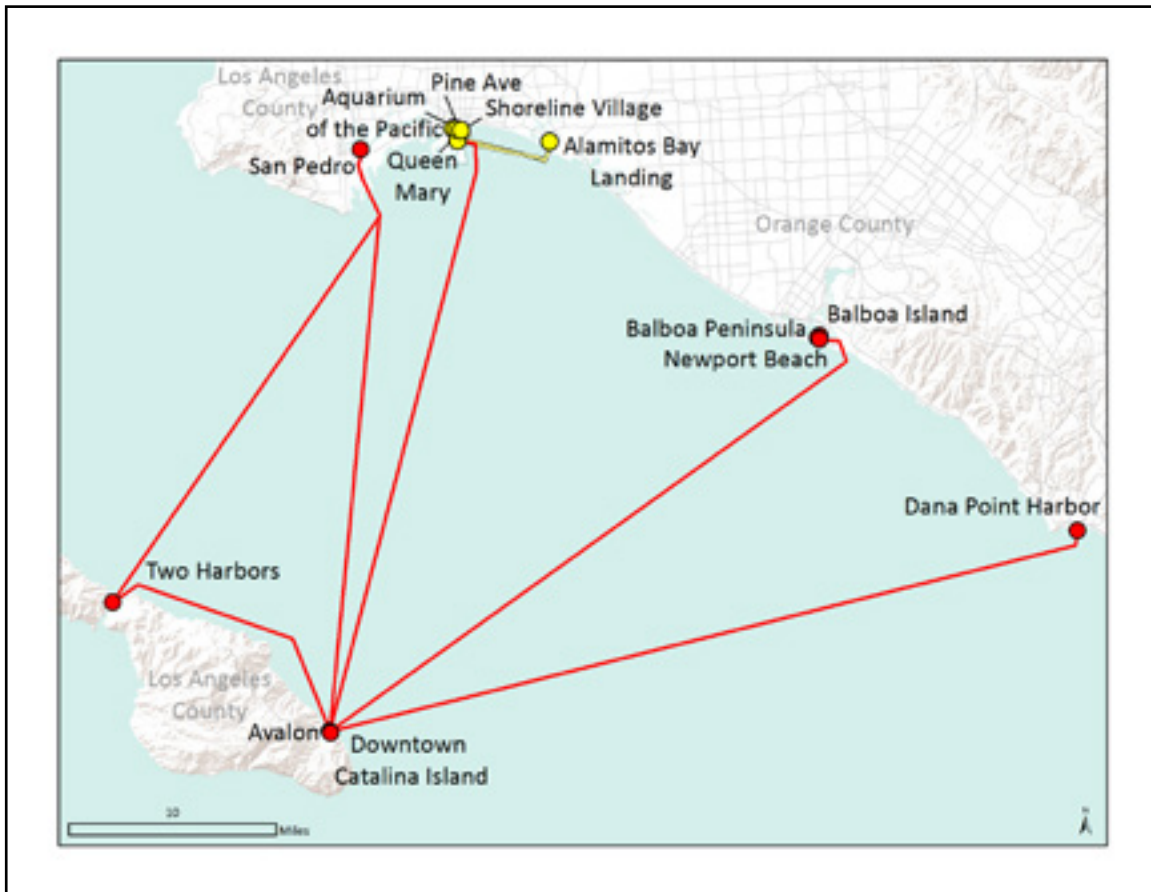 Los Angeles
County
Pine Ave
Aquarium
of the Pacific
Shoreline Village
San Pedro
Queen
Mary
Alamitos Bay
Landing
Orange County
Balboa Island
Balboa Peninsula
Newport Beach
Dana Point Harbor
Two Harbors
Los Angeles
County
Avalon
Downtown
Catalina Island
10
Miles